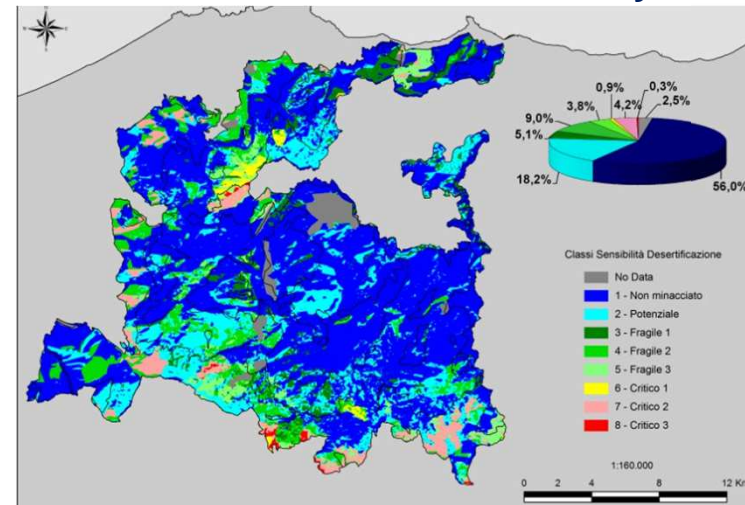 0,9%
0,3%
3,8%
4,2%
2,5%
9,0%
5,1%
18,2%
56,0%
Classi Sensibilità Desertificazione
No Data
1 - Non minacciato
2 - Potenziale
3 - Fragile 1
4 - Fragile 2
5 - Fragile 3
6 - Critico 1
7 - Critico 2
8 - Critico 3
1:160.000
0 2 4 8 12 Km